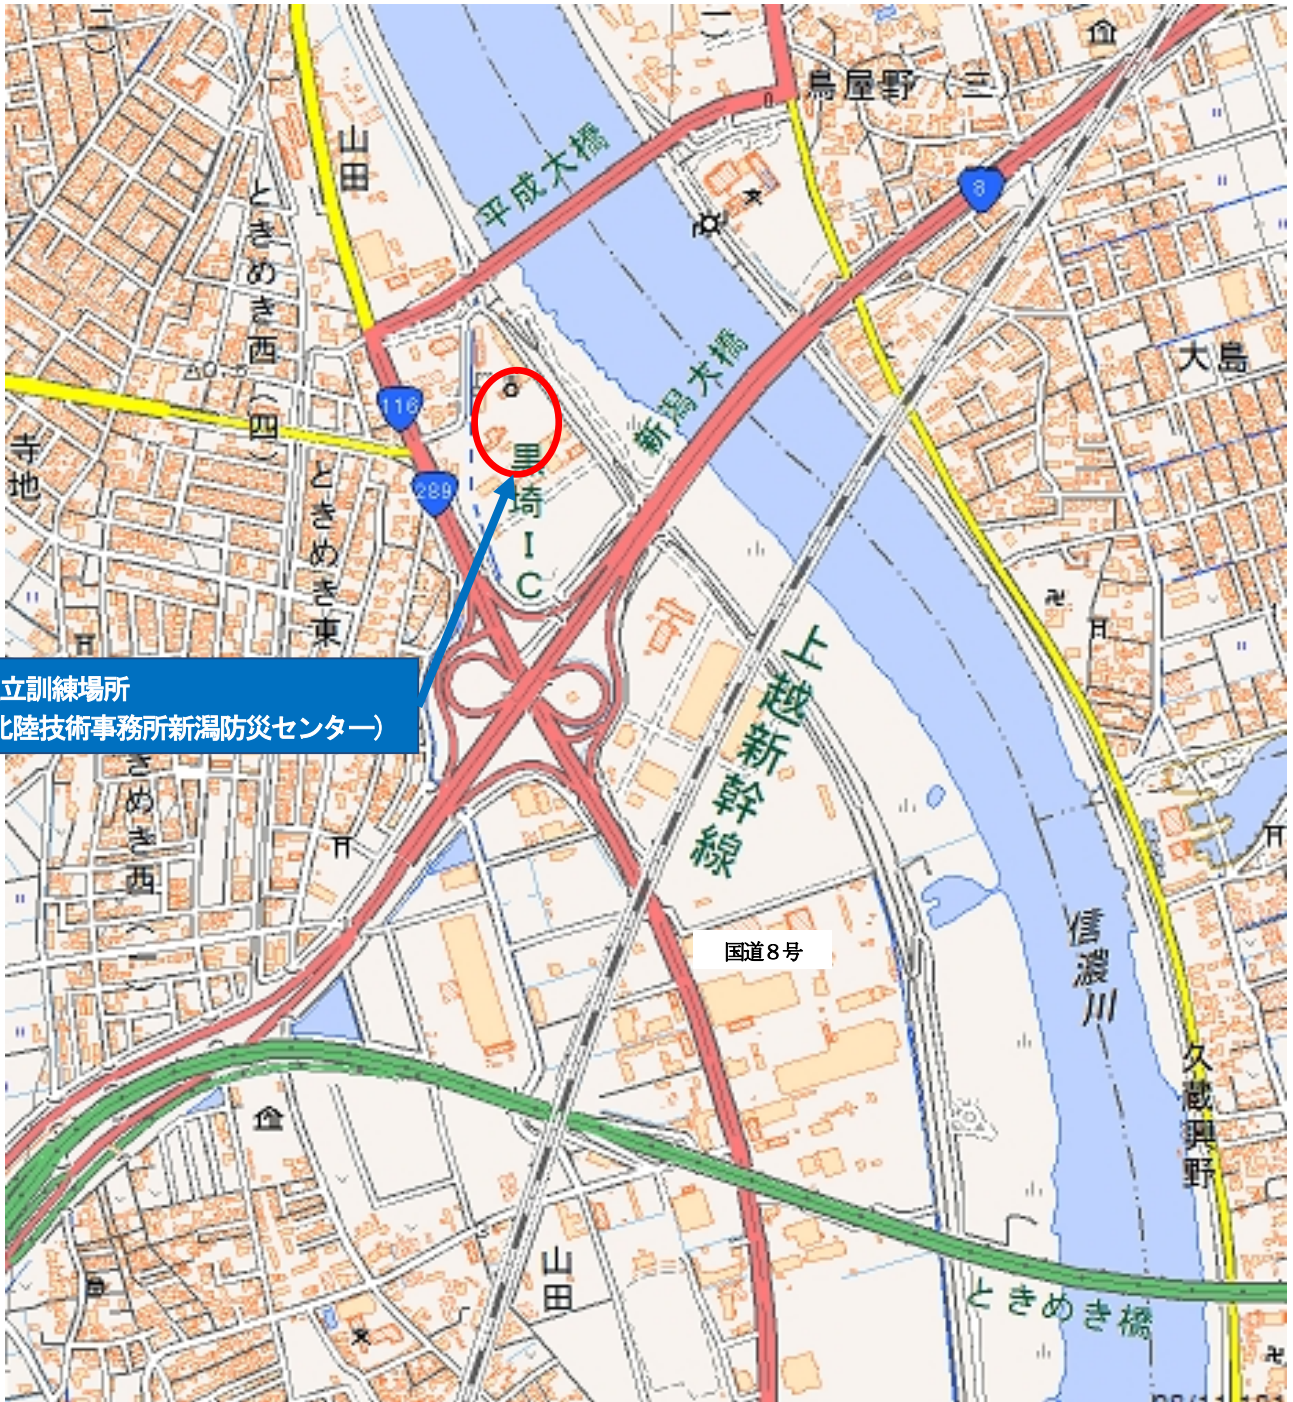 鳥屋野(三)
山田
平成大橋
8
ときめき西(四)
新潟大橋
大島
116
寺地
黒埼IC
289
ときめき東
上越新幹線
立訓練場所
北陸技術事務所新潟防災センター)
きめき西
国道8号
信濃川
久蔵興野
山田
ときめき橋